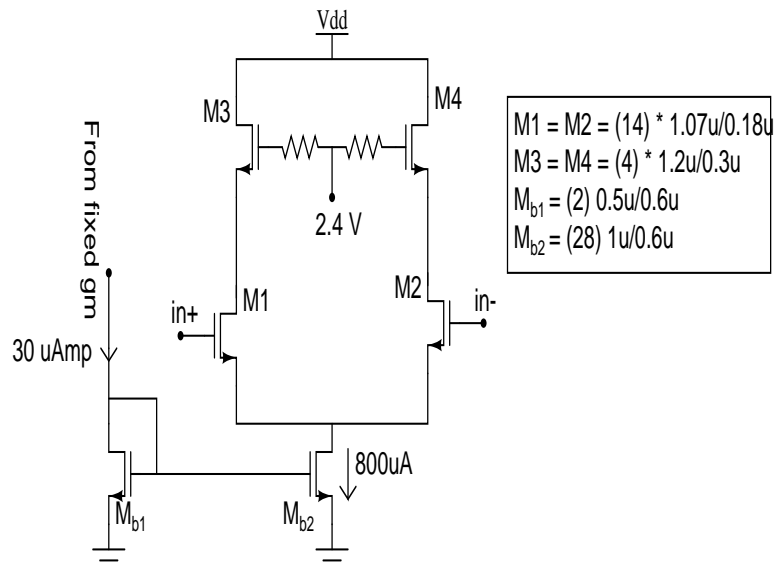 Vdd
M3
M4
From fixed gm
2.4 V
M1 = M2 = (14) * 1.07u/0.18u
M3 = M4 = (4) * 1.2u/0.3u
Mb1 = (2) 0.5u/0.6u
Mb2 = (28) 1u/0.6u
in+
M1
M2
in-
30 uAmp
800uA
Mb1
Mb2